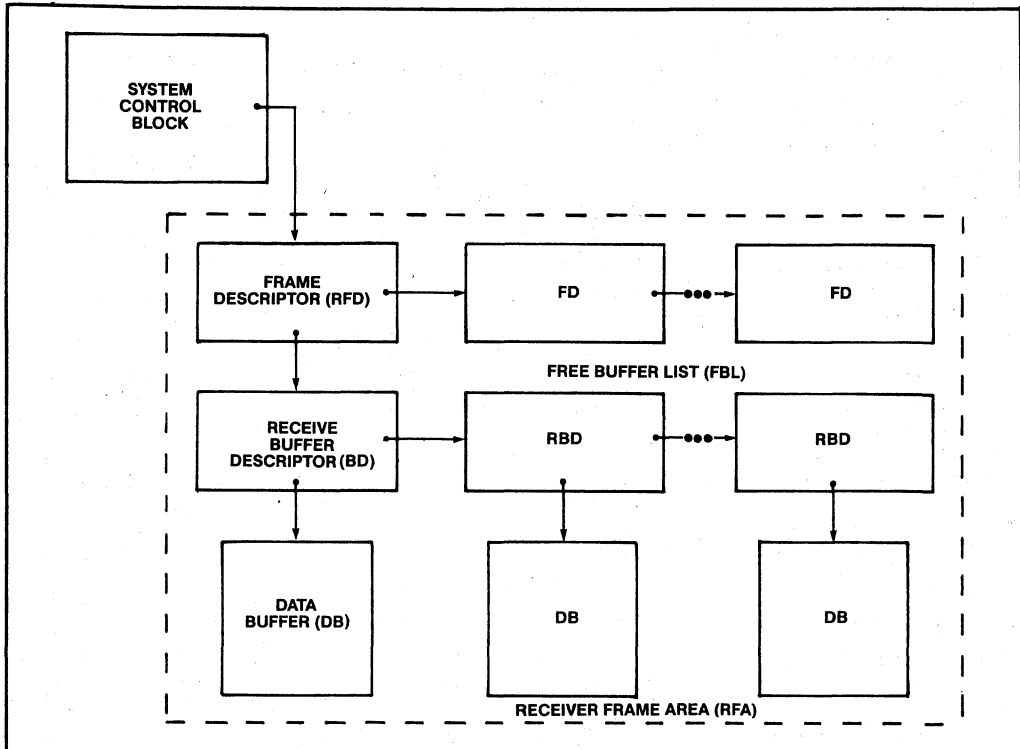 SYSTEM
CONTROL
BLOCK
FRAME
DESCRIPTOR (RFD)
FD
FD
FREE BUFFER LIST (FBL)
RECEIVE
BUFFER
DESCRIPTOR (BD)
RBD
RBD
DATA
BUFFER (DB)
DB
DB
RECEIVER FRAME AREA (RFA)